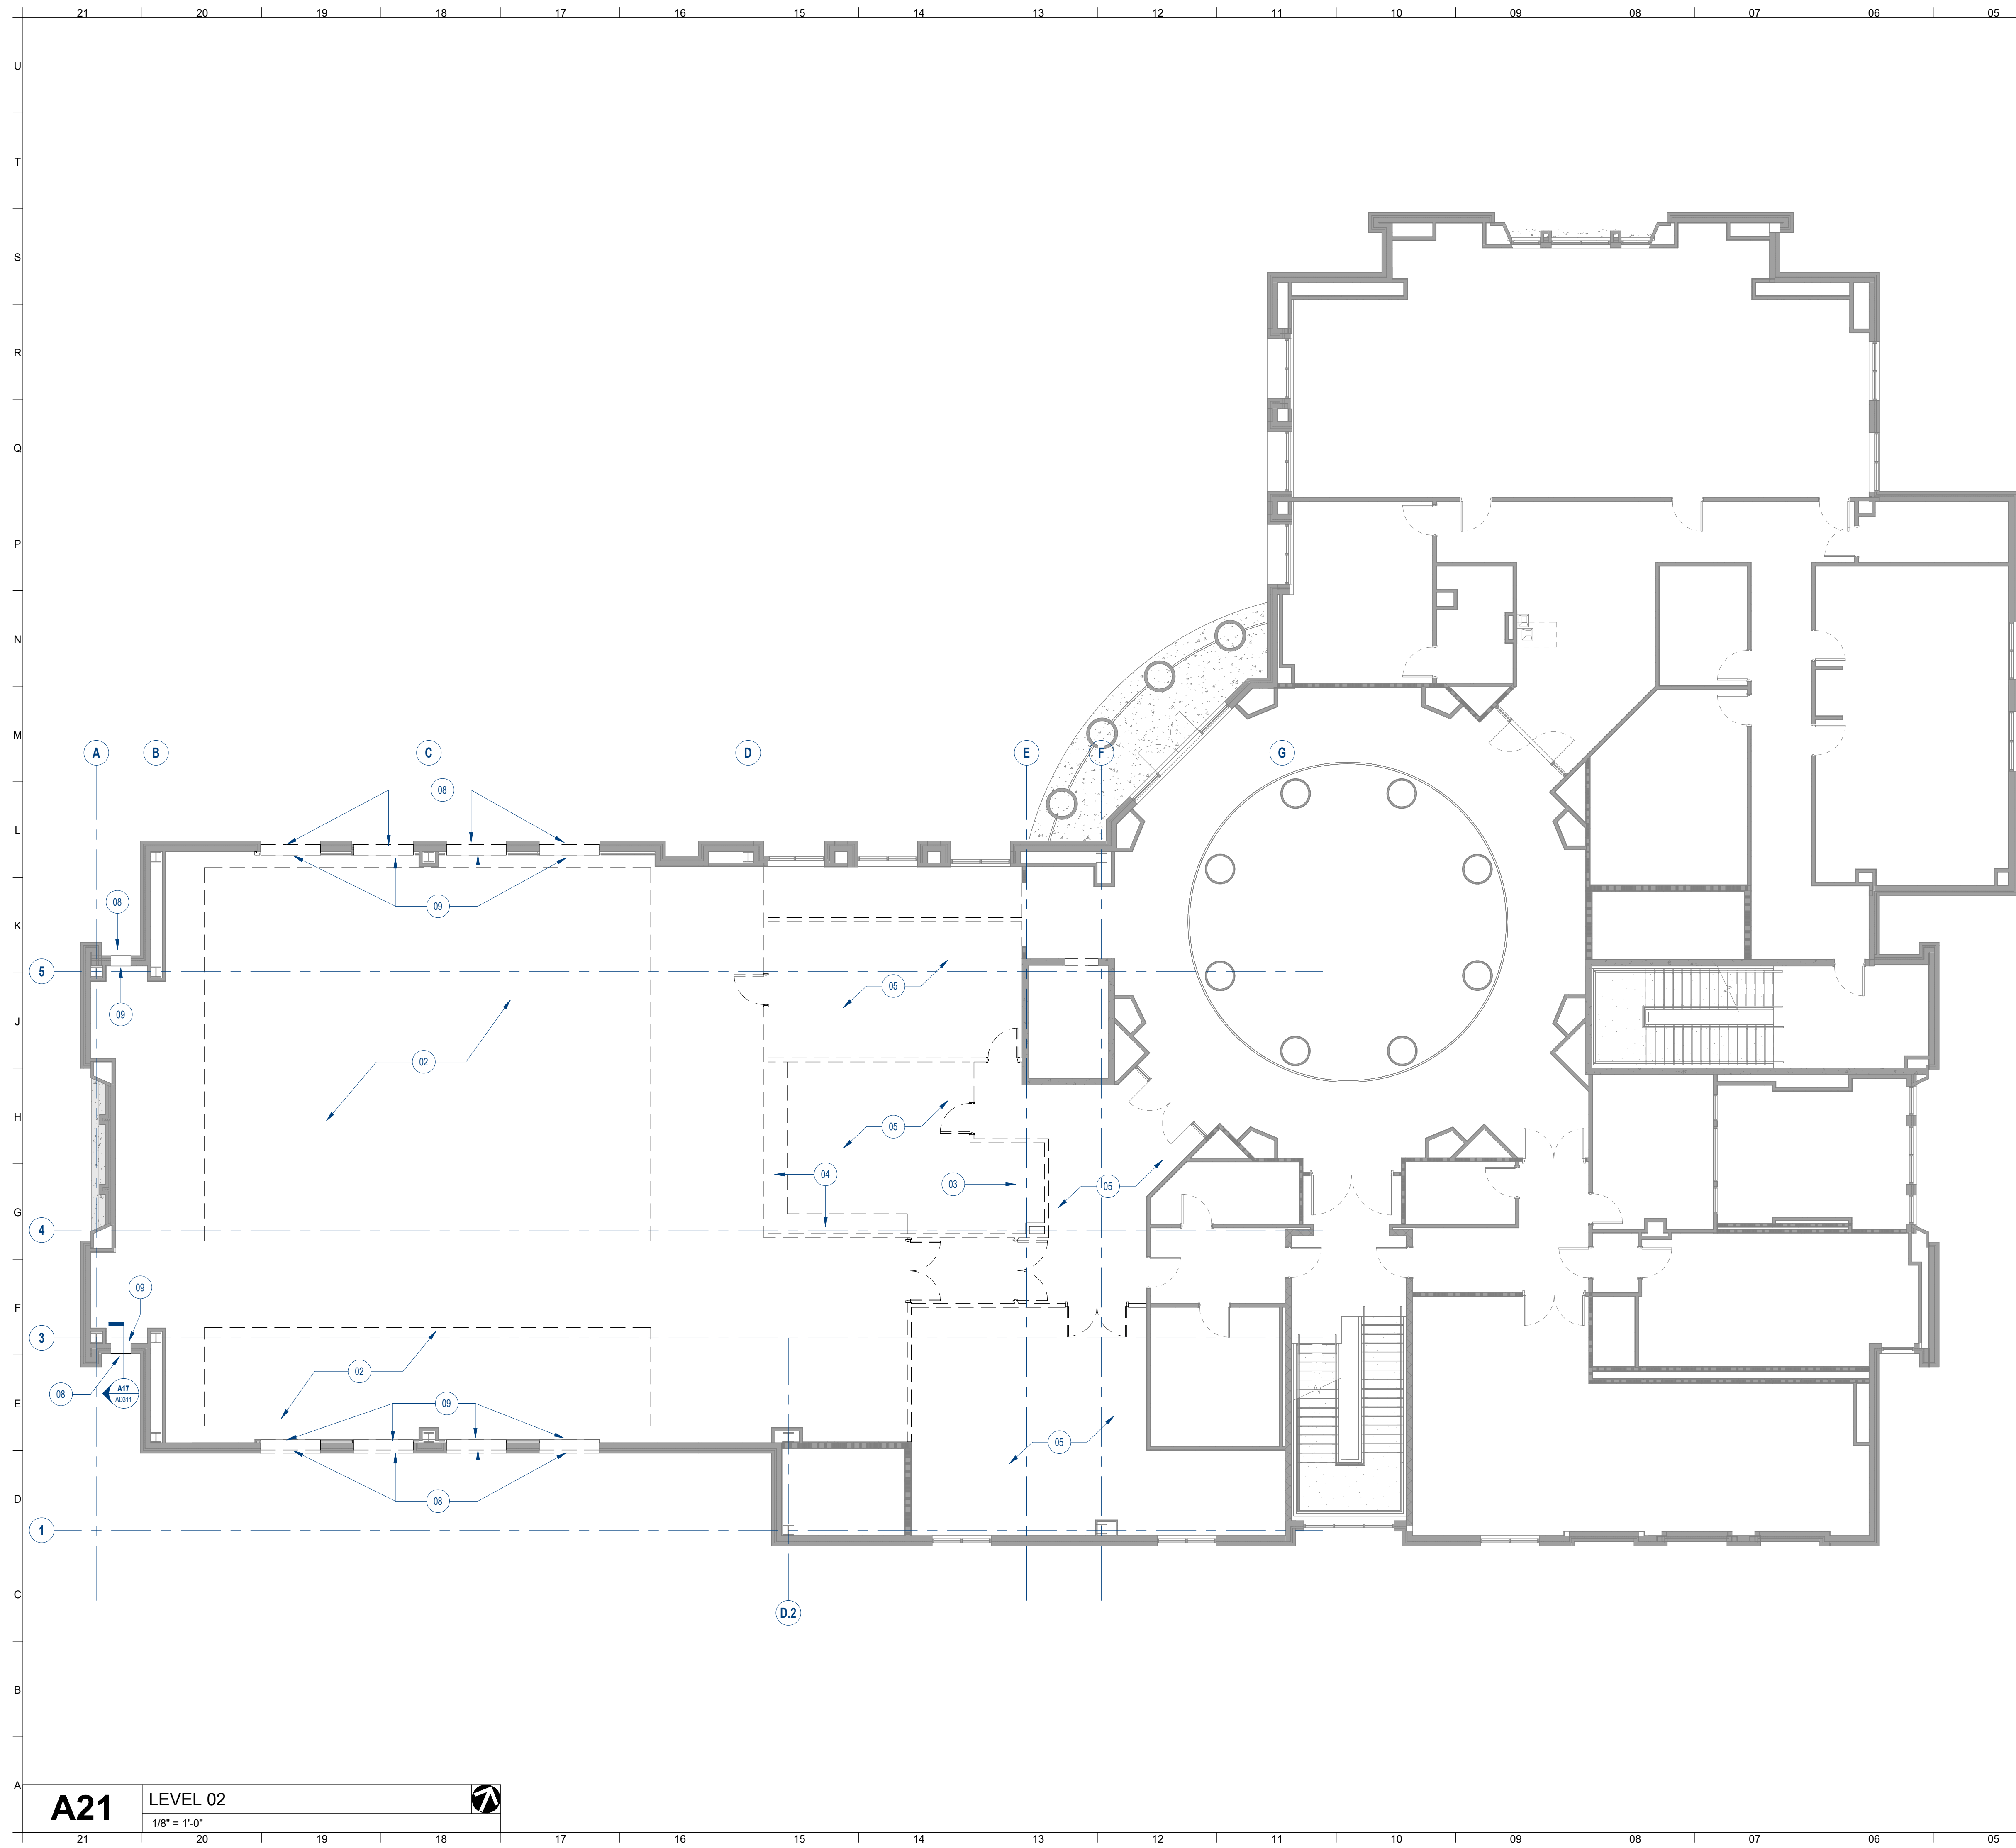 21 20 19 18 17 16 15 14 13 12 11 10 09 08 07 06 05
U
T
S
R
Q
P
N
M
A B C D E F G
08
L
09
08
K
5
05
09
J
02
05
H
04
03
05
G
4
09
F
3
02
08
A17
AD311
09
E
05
08
D
1
C
D.2
B
A
A21
LEVEL 02
1/8" = 1'-0"
21 20 19 18 17 16 15 14 13 12 11 10 09 08 07 06 05